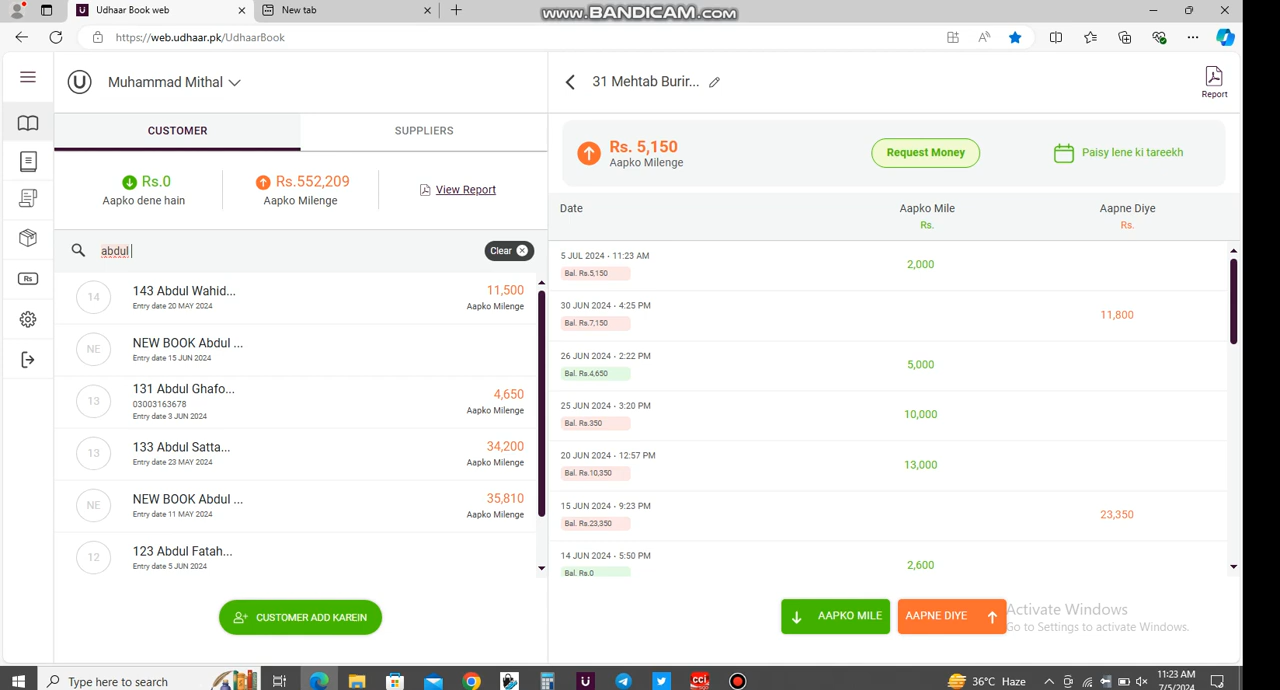 Udhaar Book web
New tab
www.BANDICAM.com
https://web.udhaar.pk/UdhaarBook
Muhammad Mithal
31 Mehtab Burir...
Report
CUSTOMER
SUPPLIERS
Rs.0
Aapko dene hain
Rs.552,209
Aapko Milenge
View Report
Rs. 5,150
Aapko Milenge
Request Money
Paisy lene ki tareekh
Date
Aapko Mile
Rs.
Aapne Diye
Rs.
abdul
Clear
14
143 Abdul Wahid...
Entry date 20 MAY 2024
11,500
Aapko Milenge
NE
NEW BOOK Abdul ...
Entry date 15 JUN 2024
13
131 Abdul Ghafo...
03003163678
Entry date 3 JUN 2024
4,650
Aapko Milenge
13
133 Abdul Satta...
Entry date 23 MAY 2024
34,200
Aapko Milenge
NE
NEW BOOK Abdul ...
Entry date 11 MAY 2024
35,810
Aapko Milenge
12
123 Abdul Fatah...
Entry date 5 JUN 2024
CUSTOMER ADD KAREIN
5 JUL 2024 - 11:23 AM
Bal. Rs.5,150
2,000
30 JUN 2024 - 4:25 PM
Bal. Rs.7,150
11,800
26 JUN 2024 - 2:22 PM
Bal. Rs.4,650
5,000
25 JUN 2024 - 3:20 PM
Bal. Rs.350
10,000
20 JUN 2024 - 12:57 PM
Bal. Rs.10,350
13,000
15 JUN 2024 - 9:23 PM
Bal. Rs.23,350
23,350
14 JUN 2024 - 5:50 PM
Bal. Rs.0
2,600
AAPKO MILE
AAPNE DIYE
Activate Windows
Go to Settings to activate Windows.
Type here to search
36°C Haze
11:23 AM
7/5/2024